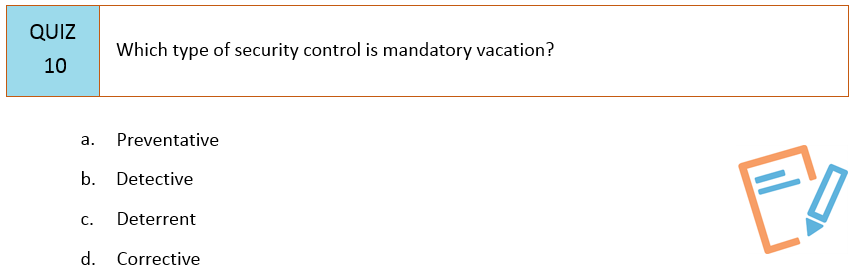 QUIZ
10
Which type of security control is mandatory vacation?
a. Preventative
b. Detective
c. Deterrent
d. Corrective